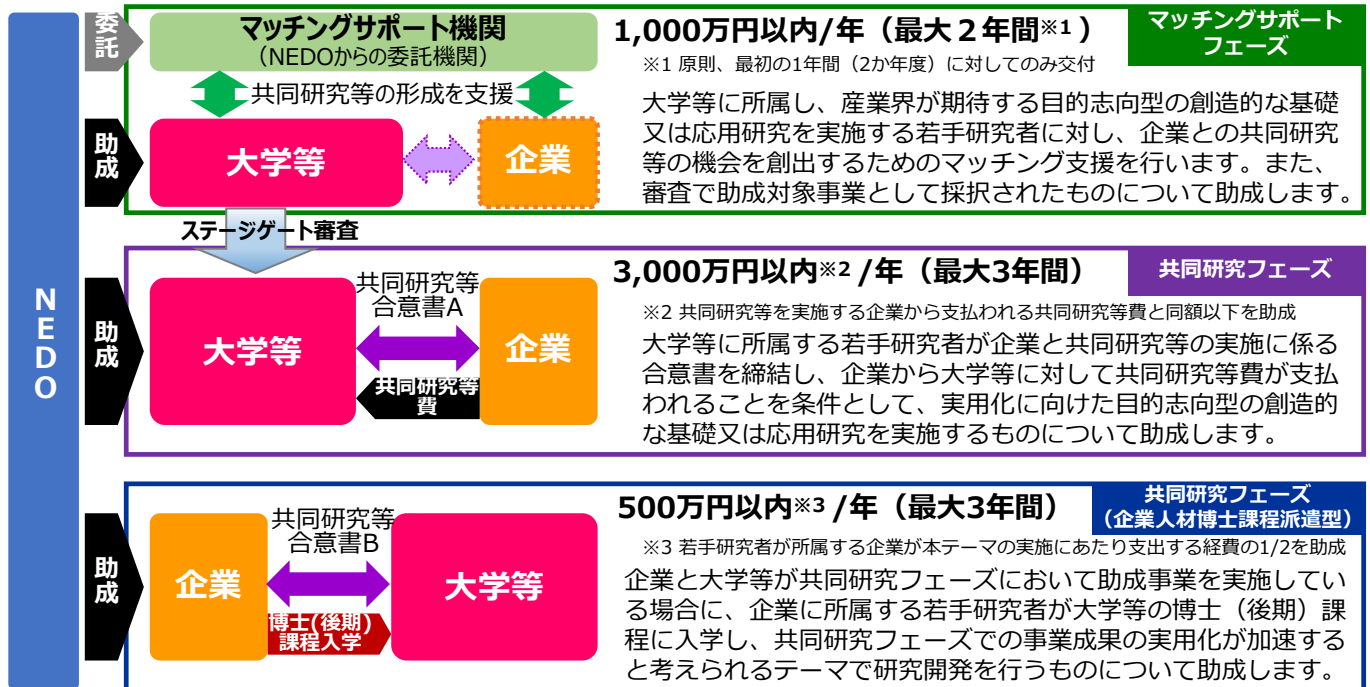 NEDO
委託
マッチングサポート機関
（NEDOからの委託機関）
共同研究等の形成を支援
助成
大学等
企業
1,000万円以内/年（最大２年間※1）
マッチングサポート
フェーズ
※1 原則、最初の1年間（2か年度）に対してのみ交付
大学等に所属し、産業界が期待する目的志向型の創造的な基礎
又は応用研究を実施する若手研究者に対し、企業との共同研究
等の機会を創出するためのマッチング支援を行います。また、
審査で助成対象事業として採択されたものについて助成します。
ステージゲート審査
助成
大学等
共同研究等
合意書A
共同研究等
費
企業
3,000万円以内※2 /年（最大3年間）
共同研究フェーズ
※2 共同研究等を実施する企業から支払われる共同研究等費と同額以下を助成
大学等に所属する若手研究者が企業と共同研究等の実施に係る
合意書を締結し、企業から大学等に対して共同研究等費が支払
われることを条件として、実用化に向けた目的志向型の創造的
な基礎又は応用研究を実施するものについて助成します。
助成
企業
共同研究等
合意書B
博士(後期)
課程入学
大学等
500万円以内※3 /年（最大3年間）
共同研究フェーズ
（企業人材博士課程派遣型）
※3 若手研究者が所属する企業が本テーマの実施にあたり支出する経費の1/2を助成
企業と大学等が共同研究フェーズにおいて助成事業を実施してい
る場合に、企業に所属する若手研究者が大学等の博士（後期）課
程に入学し、共同研究フェーズでの事業成果の実用化が加速する
と考えられるテーマで研究開発を行うものについて助成します。